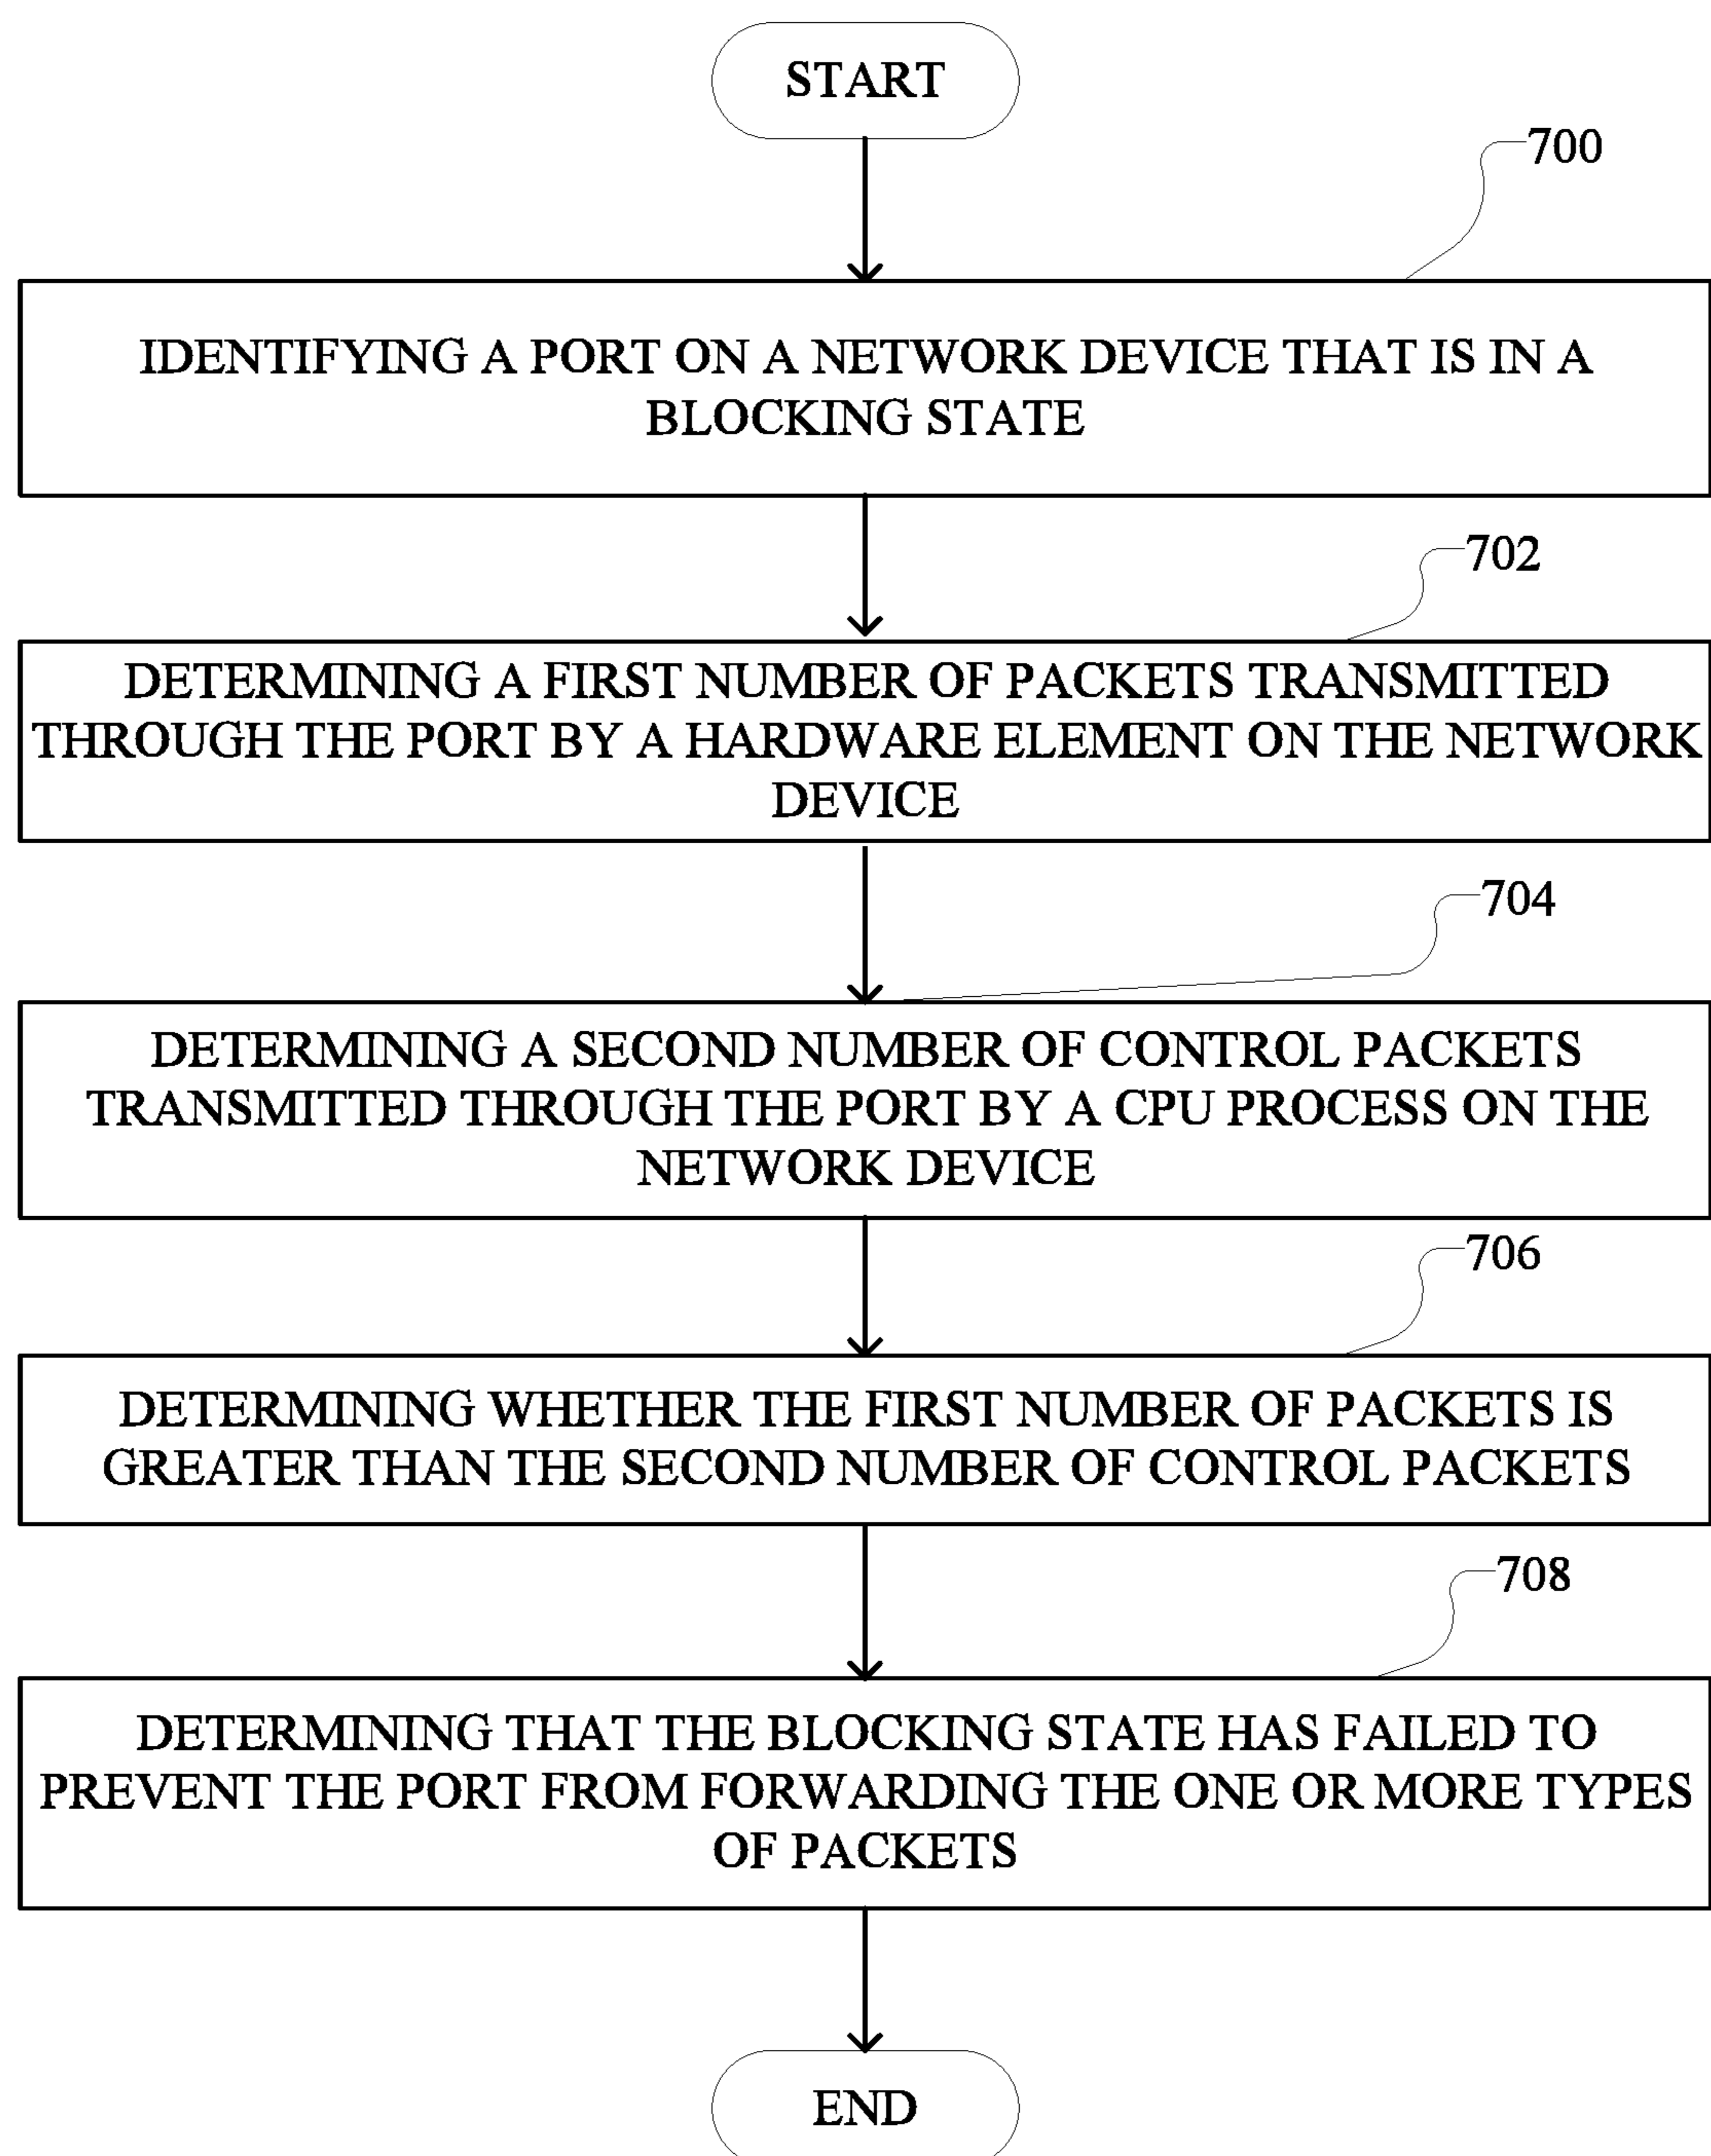 START
700
IDENTIFYING A PORT ON A NETWORK DEVICE THAT IS IN A
BLOCKING STATE
702
DETERMINING A FIRST NUMBER OF PACKETS TRANSMITTED
THROUGH THE PORT BY A HARDWARE ELEMENT ON THE NETWORK
DEVICE
704
DETERMINING A SECOND NUMBER OF CONTROL PACKETS
TRANSMITTED THROUGH THE PORT BY A CPU PROCESS ON THE
NETWORK DEVICE
706
DETERMINING WHETHER THE FIRST NUMBER OF PACKETS IS
GREATER THAN THE SECOND NUMBER OF CONTROL PACKETS
708
DETERMINING THAT THE BLOCKING STATE HAS FAILED TO
PREVENT THE PORT FROM FORWARDING THE ONE OR MORE TYPES
OF PACKETS
END